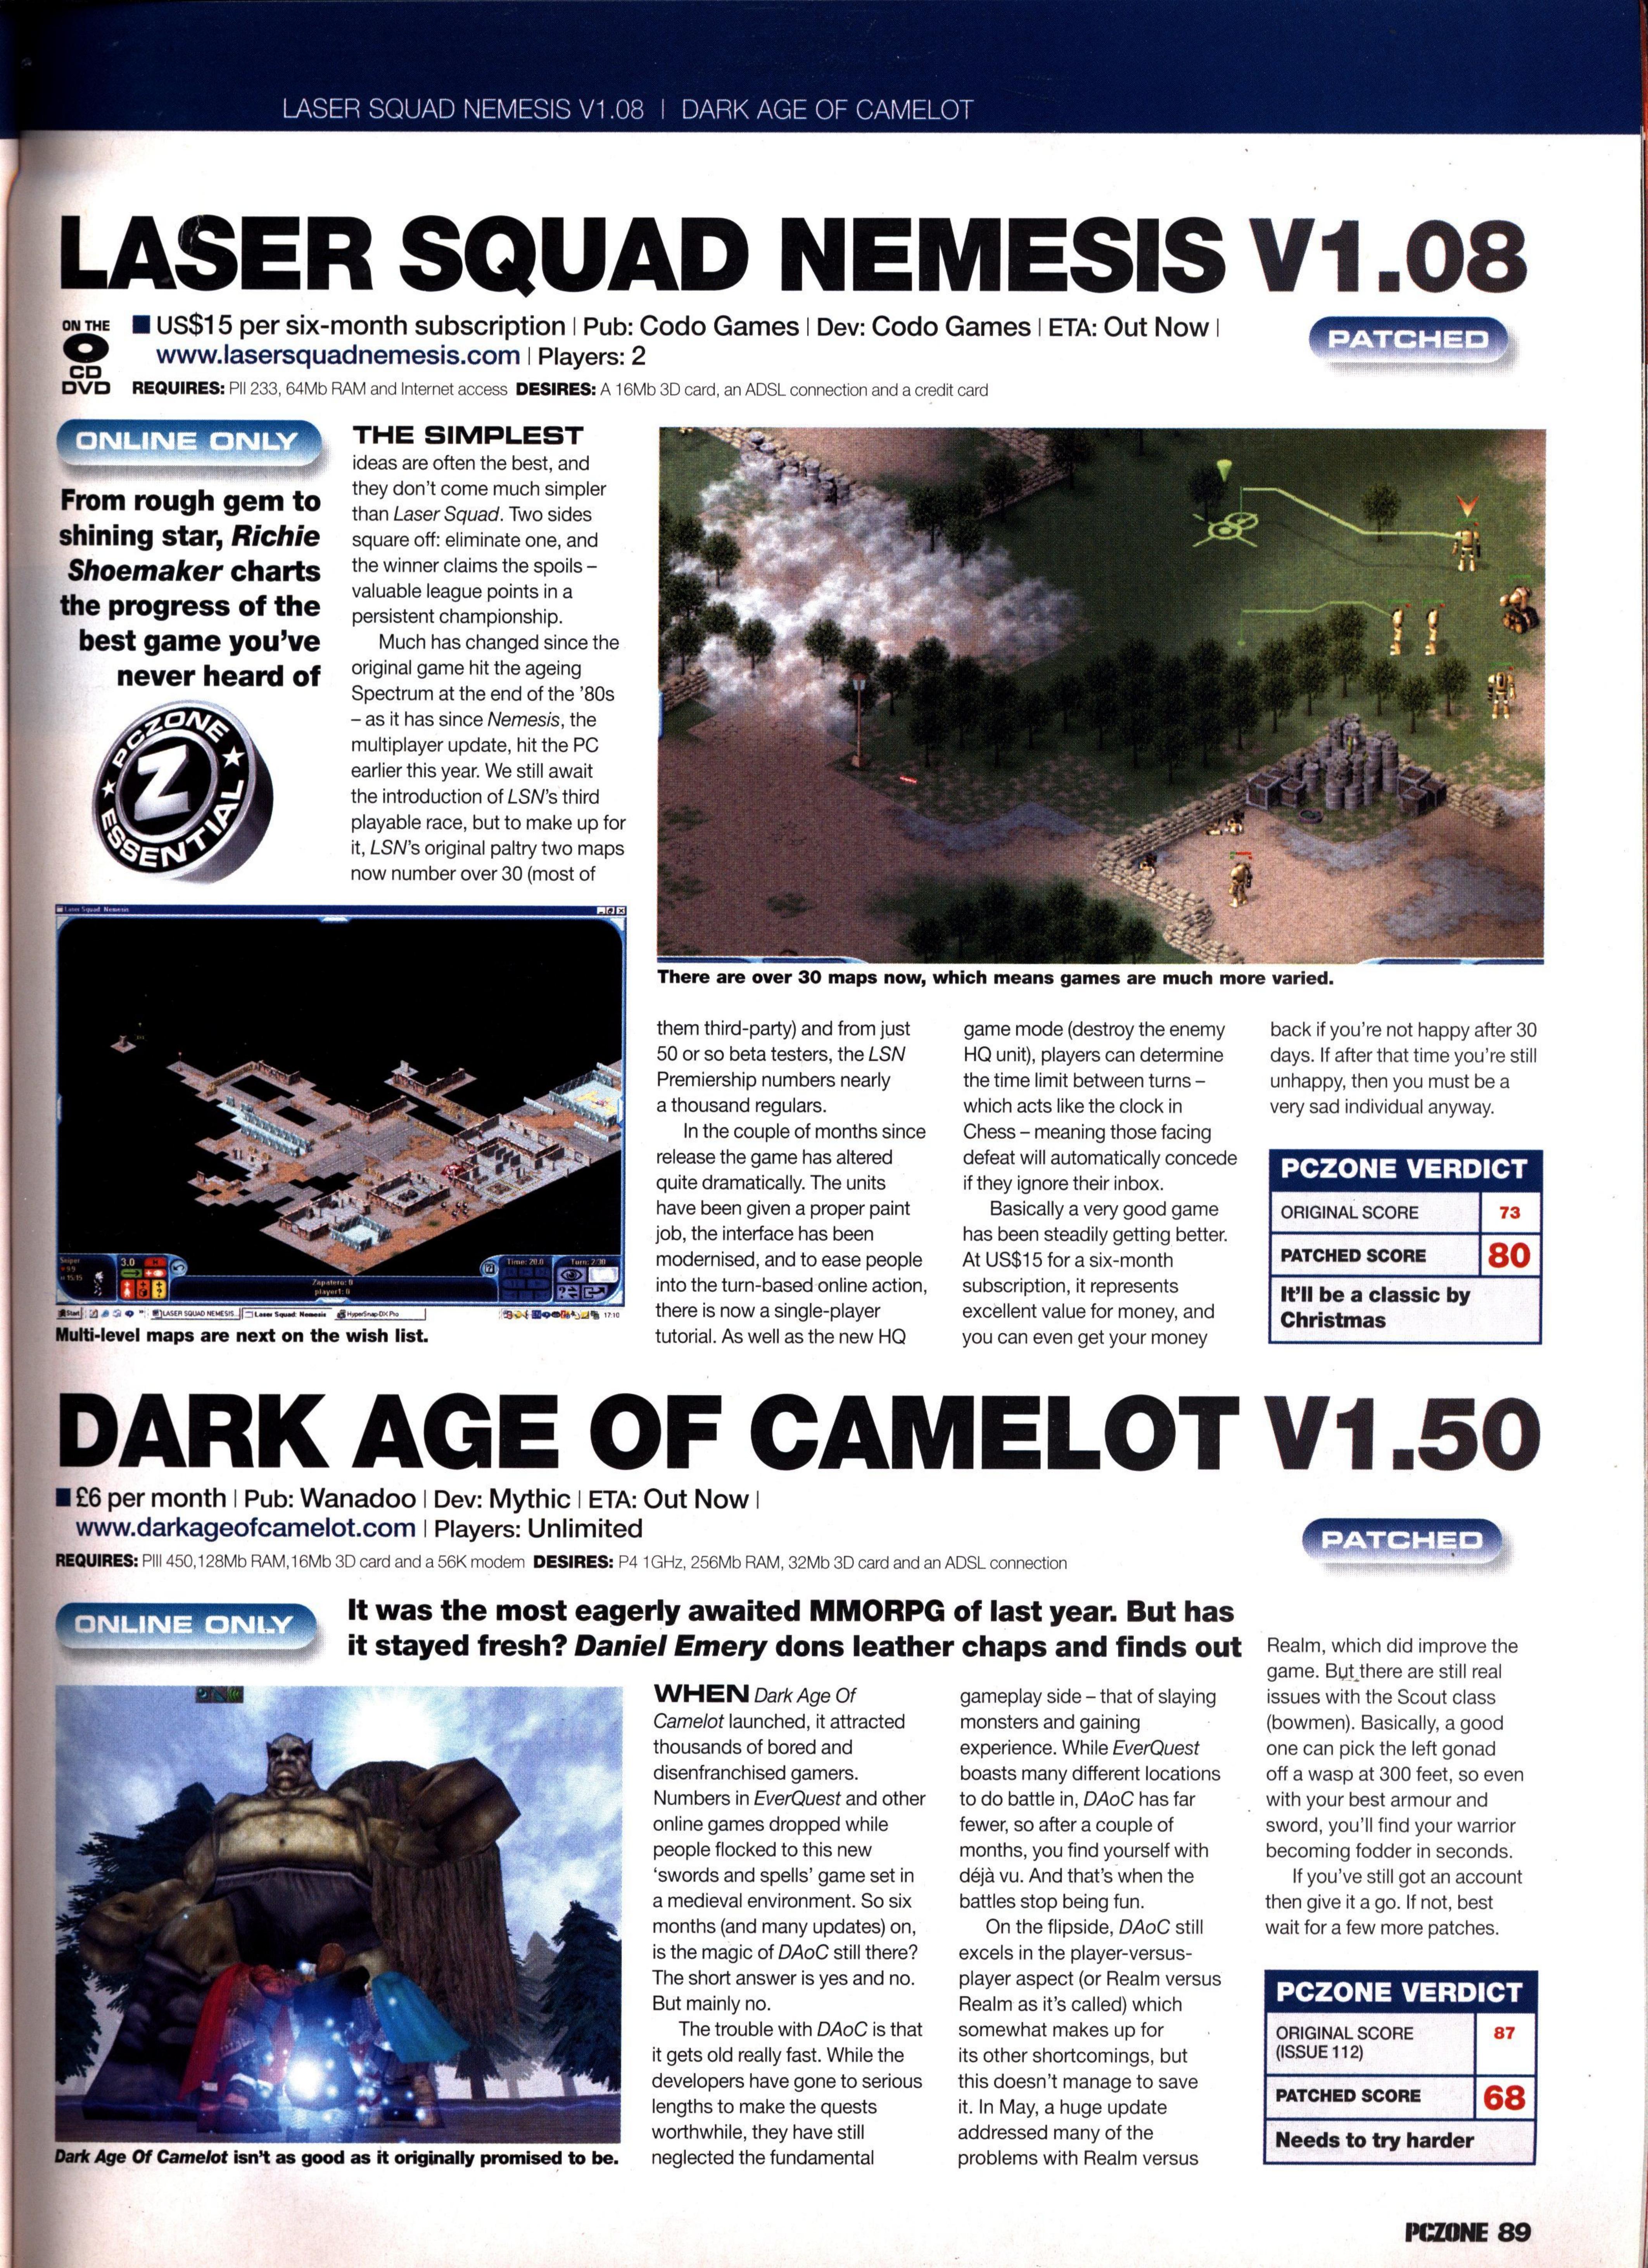 LASER SQUAD NEMESIS V1.08 | DARK AGE OF CAMELOT
LASER SQUAD NEMESIS V1.08
ON THE
CD
DVD
■ US$15 per six-month subscription | Pub: Codo Games | Dev: Codo Games | ETA: Out Now |
www.lasersquadnemesis.com | Players: 2
REQUIRES: PII 233, 64Mb RAM and Internet access DESIRES: A 16Mb 3D card, an ADSL connection and a credit card
PATCHED
ONLINE ONLY
From rough gem to
shining star, Richie
Shoemaker charts
the progress of the
best game you've
never heard of
PCZONE
Z
ESSENTIAL
THE SIMPLEST
ideas are often the best, and
they don't come much simpler
than Laser Squad. Two sides
square off: eliminate one, and
the winner claims the spoils –
valuable league points in a
persistent championship.
Much has changed since the
original game hit the ageing
Spectrum at the end of the '80s
– as it has since Nemesis, the
multiplayer update, hit the PC
earlier this year. We still await
the introduction of LSN's third
playable race, but to make up for
it, LSN's original paltry two maps
now number over 30 (most of
There are over 30 maps now, which means games are much more varied.
Laser Squad Nemesis
Sniper
3.0
Zapatero: 0
player1: 0
Time: 20.0
Turn: 2/30
Start
LASER SQUAD NEMESIS...
Laser Squad: Nemesis
HyperSnap-DX Pro
17:10
Multi-level maps are next on the wish list.
them third-party) and from just
50 or so beta testers, the LSN
Premiership numbers nearly
a thousand regulars.
In the couple of months since
release the game has altered
quite dramatically. The units
have been given a proper paint
job, the interface has been
modernised, and to ease people
into the turn-based online action,
there is now a single-player
tutorial. As well as the new HQ
game mode (destroy the enemy
HQ unit), players can determine
the time limit between turns –
which acts like the clock in
Chess – meaning those facing
defeat will automatically concede
if they ignore their inbox.
Basically a very good game
has been steadily getting better.
At US$15 for a six-month
subscription, it represents
excellent value for money, and
you can even get your money
back if you're not happy after 30
days. If after that time you're still
unhappy, then you must be a
very sad individual anyway.
PCZONE VERDICT
ORIGINAL SCORE 73
PATCHED SCORE 80
It'll be a classic by
Christmas
DARK AGE OF CAMELOT V1.50
■ £6 per month | Pub: Wanadoo | Dev: Mythic | ETA: Out Now |
www.darkageofcamelot.com | Players: Unlimited
REQUIRES: PIII 450,128Mb RAM,16Mb 3D card and a 56K modem DESIRES: P4 1GHz, 256Mb RAM, 32Mb 3D card and an ADSL connection
PATCHED
ONLINE ONLY
It was the most eagerly awaited MMORPG of last year. But has
it stayed fresh? Daniel Emery dons leather chaps and finds out
Dark Age Of Camelot isn't as good as it originally promised to be.
WHEN Dark Age Of
Camelot launched, it attracted
thousands of bored and
disenfranchised gamers.
Numbers in EverQuest and other
online games dropped while
people flocked to this new
'swords and spells' game set in
a medieval environment. So six
months (and many updates) on,
is the magic of DAoC still there?
The short answer is yes and no.
But mainly no.
The trouble with DAoC is that
it gets old really fast. While the
developers have gone to serious
lengths to make the quests
worthwhile, they have still
neglected the fundamental
gameplay side – that of slaying
monsters and gaining
experience. While EverQuest
boasts many different locations
to do battle in, DAoC has far
fewer, so after a couple of
months, you find yourself with
déjà vu. And that's when the
battles stop being fun.
On the flipside, DAoC still
excels in the player-versus-
player aspect (or Realm versus
Realm as it's called) which
somewhat makes up for
its other shortcomings, but
this doesn't manage to save
it. In May, a huge update
addressed many of the
problems with Realm versus
Realm, which did improve the
game. But there are still real
issues with the Scout class
(bowmen). Basically, a good
one can pick the left gonad
off a wasp at 300 feet, so even
with your best armour and
sword, you'll find your warrior
becoming fodder in seconds.
If you've still got an account
then give it a go. If not, best
wait for a few more patches.
PCZONE VERDICT
ORIGINAL SCORE 87
(ISSUE 112)
PATCHED SCORE 68
Needs to try harder
PCZONE 89